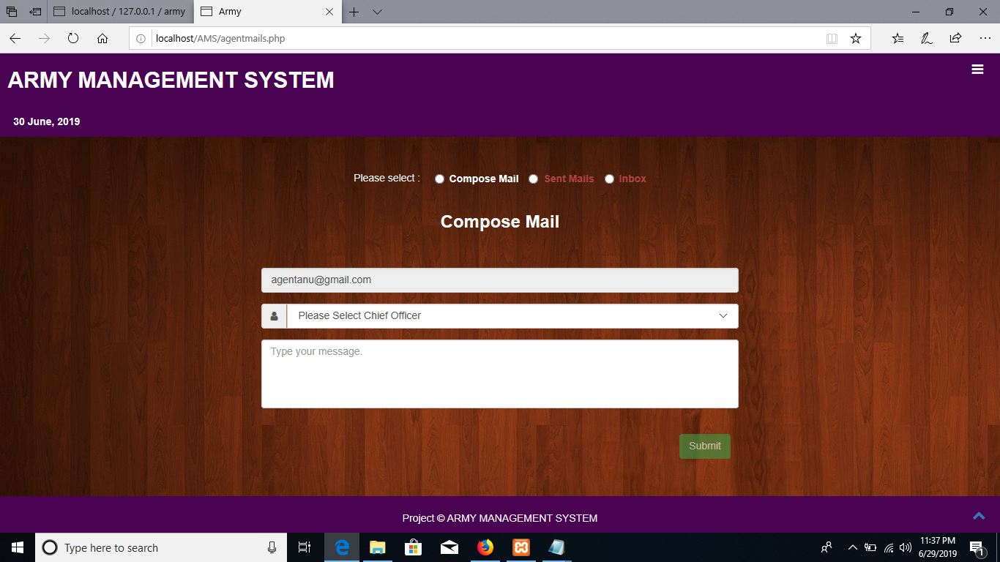 localhost / 127.0.0.1 / army
Army
localhost/AMS/agentmails.php
ARMY MANAGEMENT SYSTEM
30 June, 2019
Please select : Compose Mail Sent Mails Inbox
Compose Mail
agentanu@gmail.com
Please Select Chief Officer
Type your message.
Submit
Project © ARMY MANAGEMENT SYSTEM
Type here to search
11:37 PM
6/29/2019
1